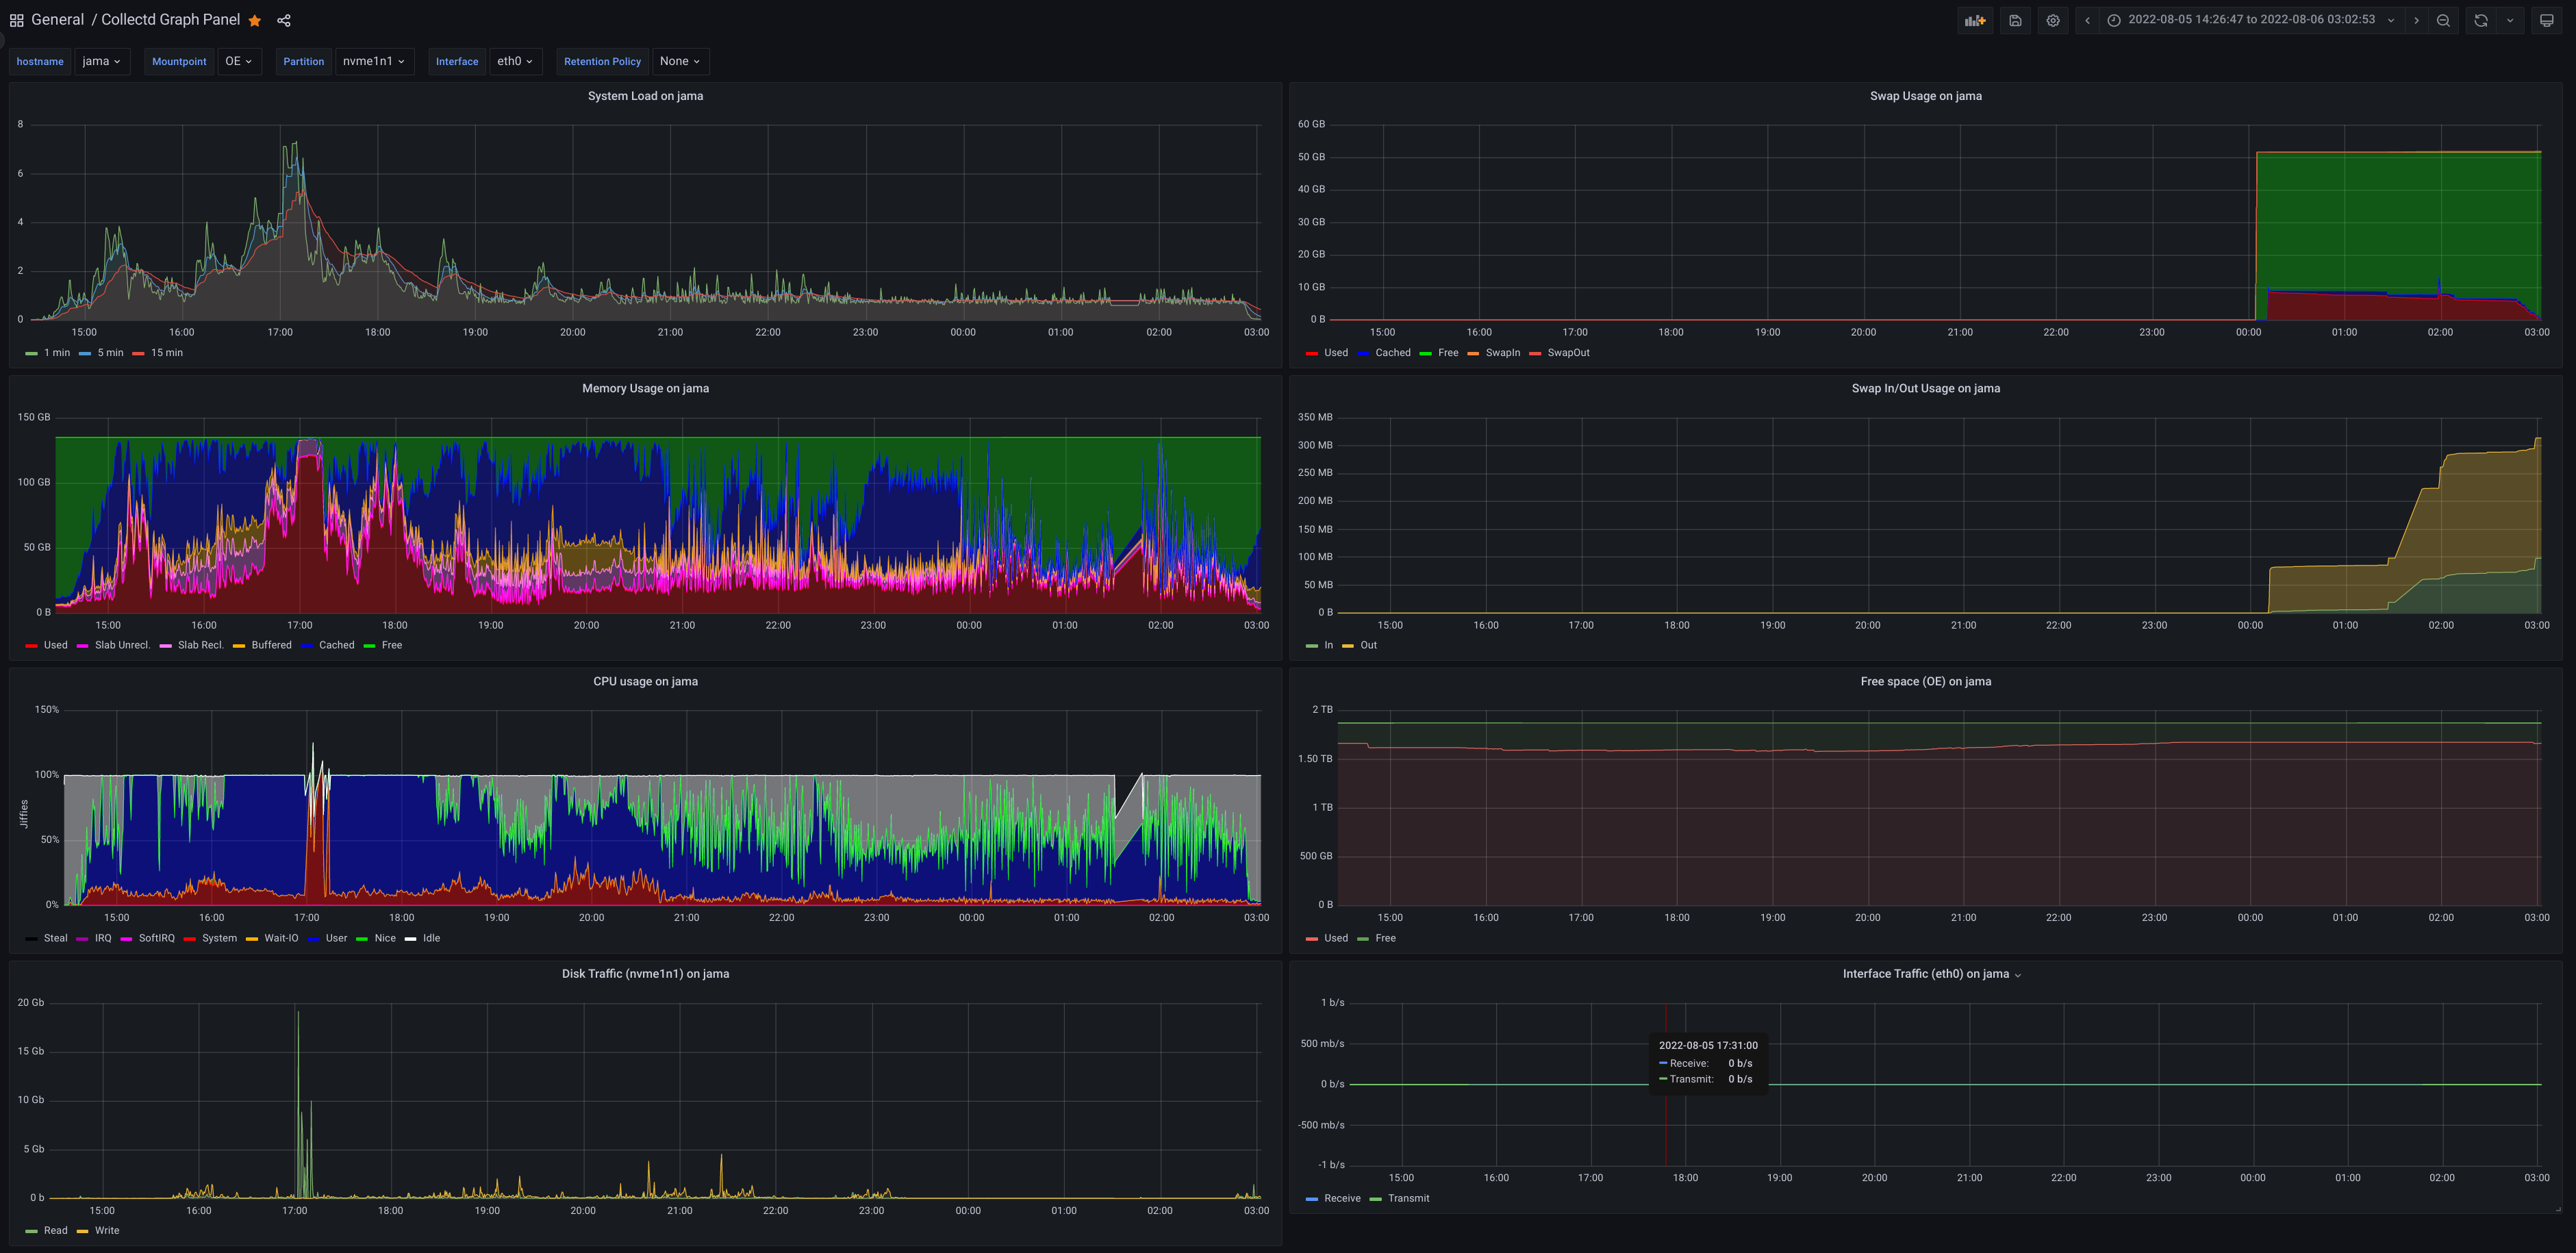 General / Collectd Graph Panel
2022-08-05 14:26:47 to 2022-08-06 03:02:53
hostname jama Mountpoint OE Partition nvme1n1 Interface eth0 Retention Policy None
System Load on jama
8
6
4
2
0
15:00 16:00 17:00 18:00 19:00 20:00 21:00 22:00 23:00 00:00 01:00 02:00 03:00
1 min 5 min 15 min
Swap Usage on jama
60 GB
50 GB
40 GB
30 GB
20 GB
10 GB
0 B
15:00 16:00 17:00 18:00 19:00 20:00 21:00 22:00 23:00 00:00 01:00 02:00 03:00
Used Cached Free SwapIn SwapOut
Memory Usage on jama
150 GB
100 GB
50 GB
0 B
15:00 16:00 17:00 18:00 19:00 20:00 21:00 22:00 23:00 00:00 01:00 02:00 03:00
Used Slab Unrecl. Slab Recl. Buffered Cached Free
Swap In/Out Usage on jama
350 MB
300 MB
250 MB
200 MB
150 MB
100 MB
50 MB
0 B
15:00 16:00 17:00 18:00 19:00 20:00 21:00 22:00 23:00 00:00 01:00 02:00 03:00
In Out
CPU usage on jama
Jiffies
150%
100%
50%
0%
15:00 16:00 17:00 18:00 19:00 20:00 21:00 22:00 23:00 00:00 01:00 02:00 03:00
Steal IRQ SoftIRQ System Wait-IO User Nice Idle
Free space (OE) on jama
2 TB
1.50 TB
1 TB
500 GB
0 B
15:00 16:00 17:00 18:00 19:00 20:00 21:00 22:00 23:00 00:00 01:00 02:00 03:00
Used Free
Disk Traffic (nvme1n1) on jama
20 Gb
15 Gb
10 Gb
5 Gb
0 b
15:00 16:00 17:00 18:00 19:00 20:00 21:00 22:00 23:00 00:00 01:00 02:00 03:00
Read Write
Interface Traffic (eth0) on jama
1 b/s
500 mb/s
0 b/s
-500 mb/s
-1 b/s
2022-08-05 17:31:00
Receive: 0 b/s
Transmit: 0 b/s
15:00 16:00 17:00 18:00 19:00 20:00 21:00 22:00 23:00 00:00 01:00 02:00 03:00
Receive Transmit